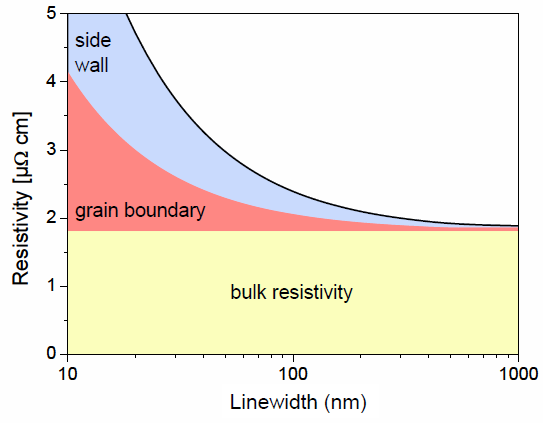 5
side
wall
4
3
grain boundary
2
bulk resistivity
1
0
10
100
1000
Linewidth (nm)
Resistivity [μΩ cm]